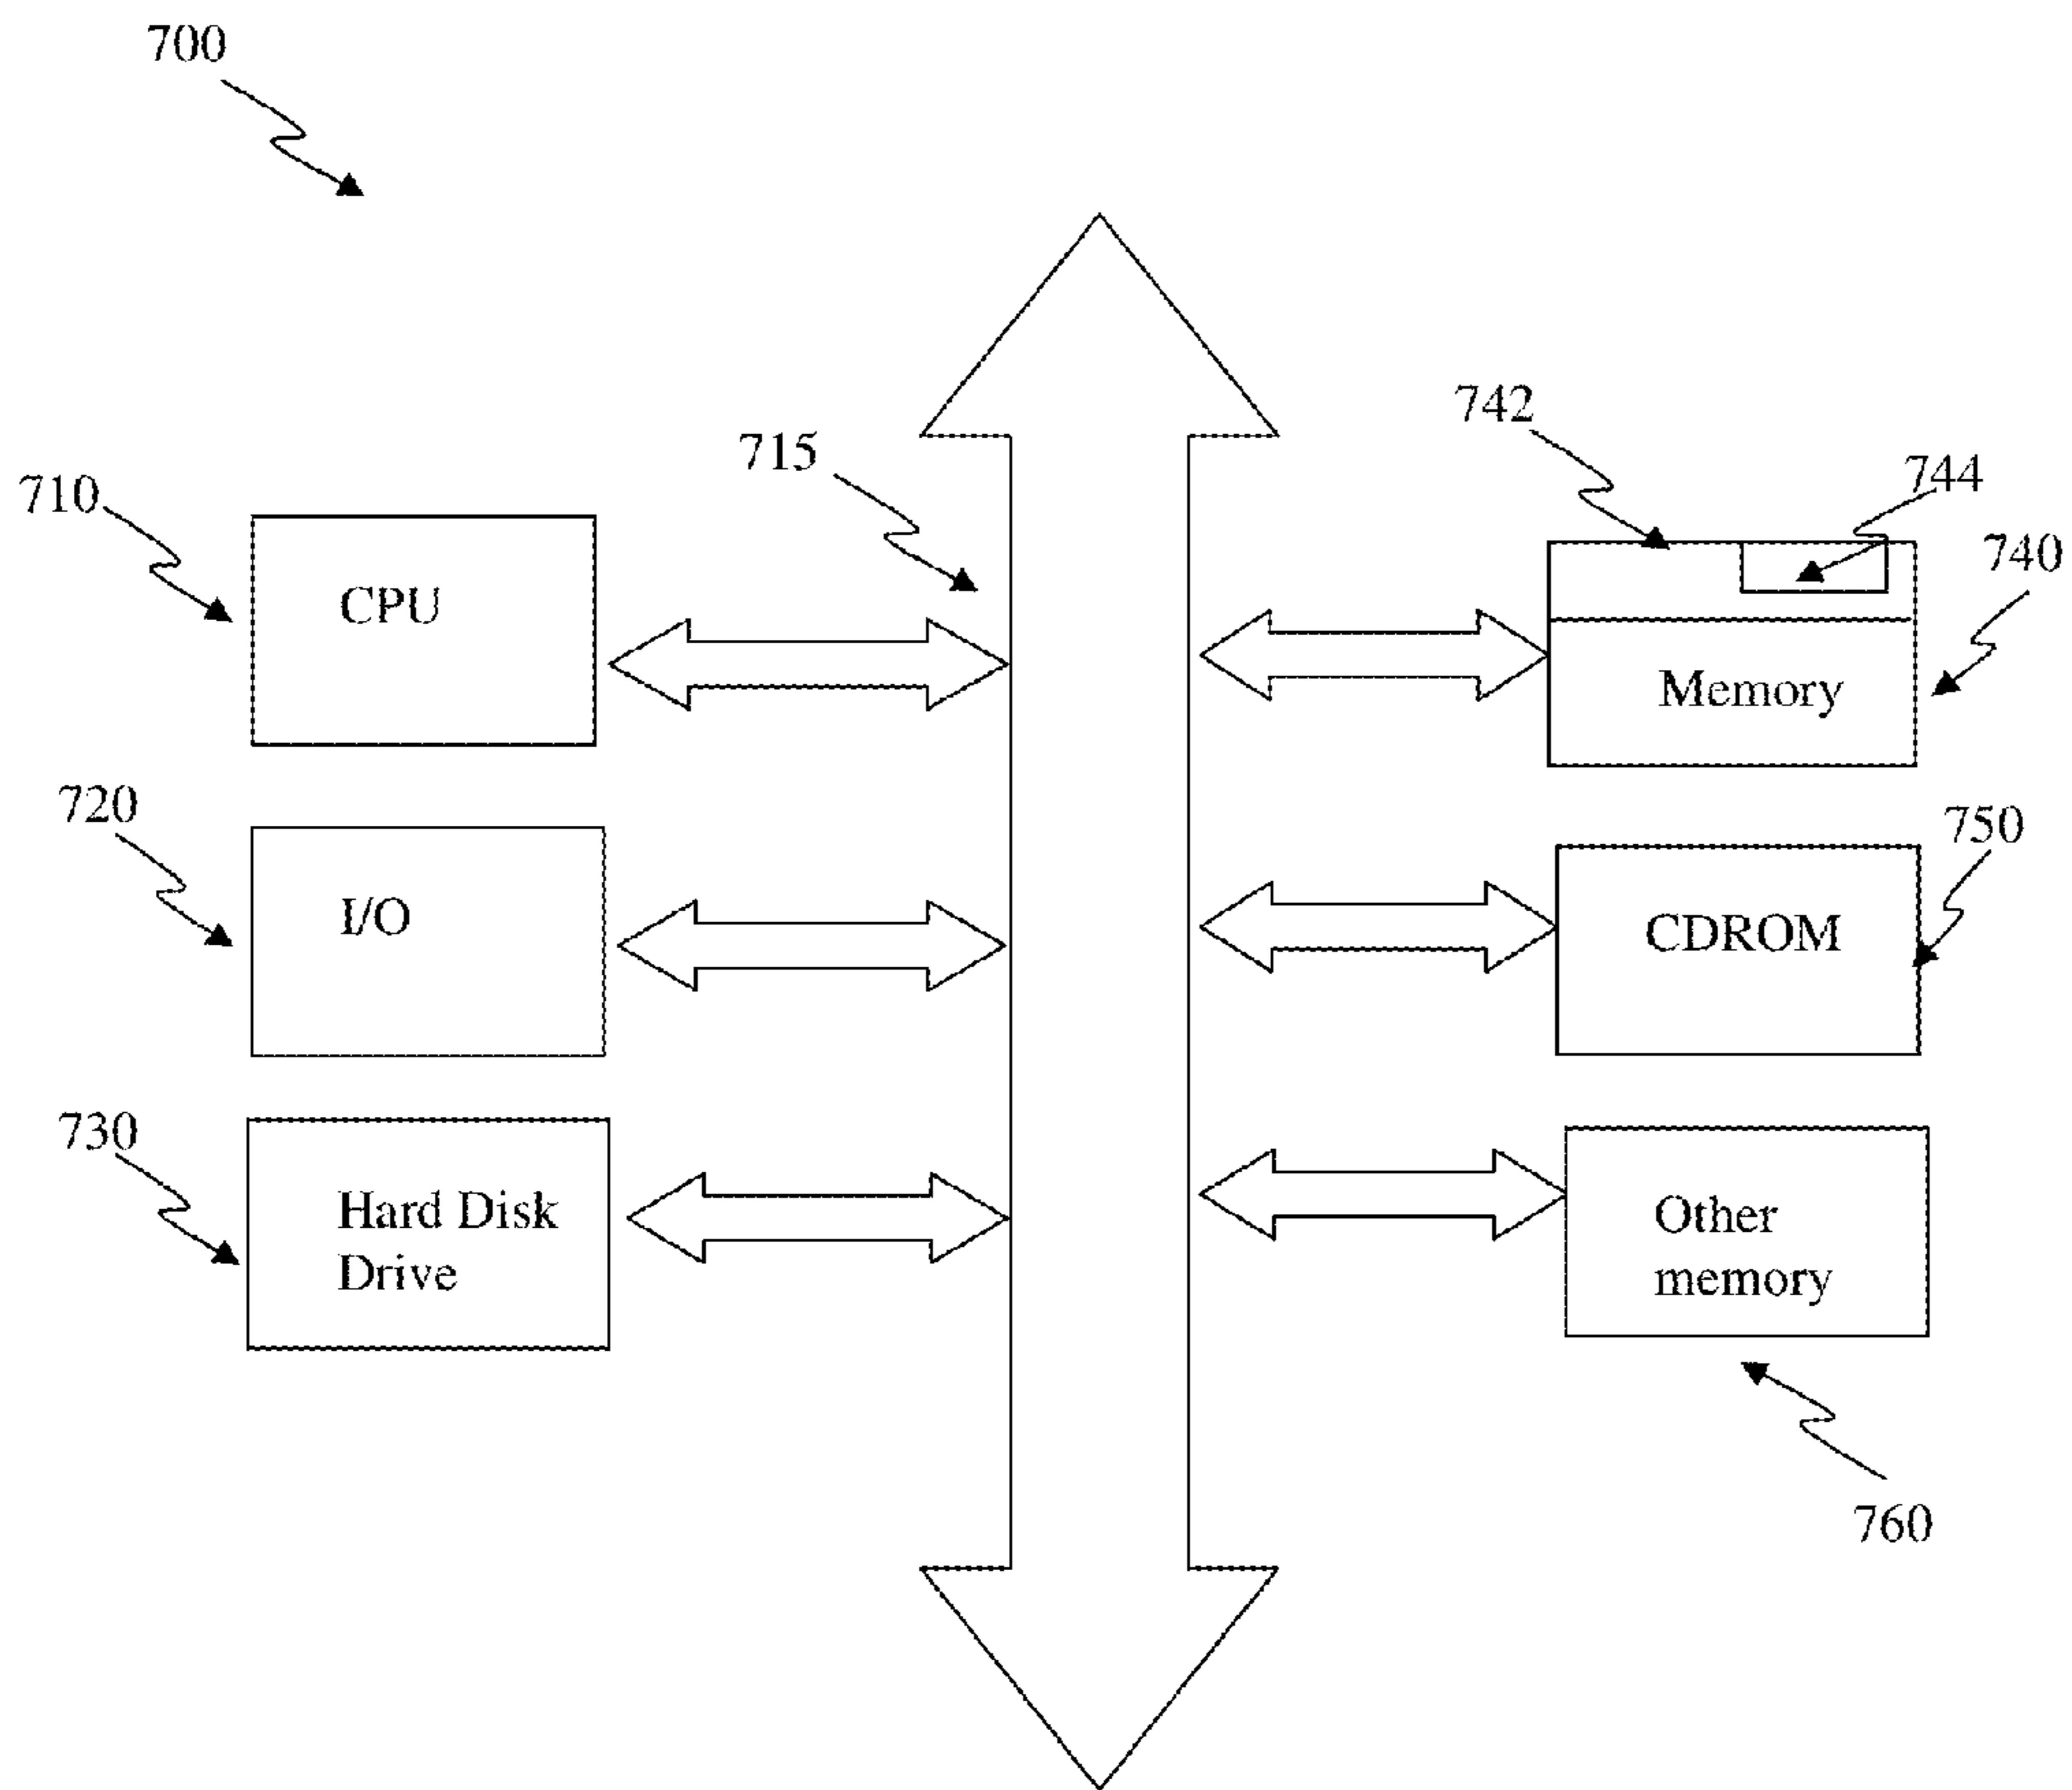 700
742
715
744
710
740
CPU
Memory
720
750
I/O
CDROM
730
Hard Disk
Drive
Other
memory
760